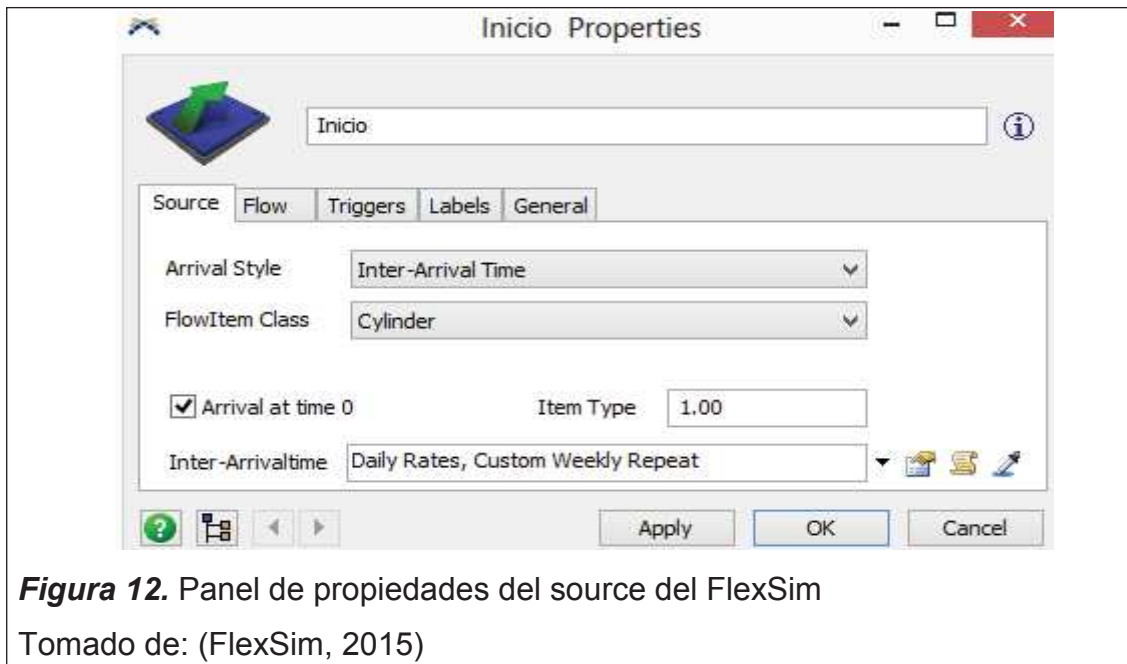 Inicio Properties
Inicio
Source Flow Triggers Labels General
Arrival Style Inter-Arrival Time
FlowItem Class Cylinder
Arrival at time 0 Item Type 1.00
Inter-Arrivaltime Daily Rates, Custom Weekly Repeat
Apply OK Cancel
Figura 12. Panel de propiedades del source del FlexSim
Tomado de: (FlexSim, 2015)